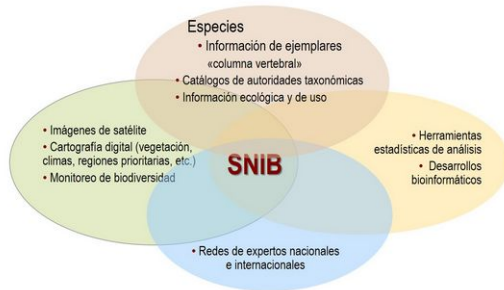 Especies
• Información de ejemplares
«columna vertebral»
• Catálogos de autoridades taxonómicas
• Información ecológica y de uso
• Imágenes de satélite
• Cartografía digital (vegetación,
climas, regiones prioritarias, etc.)
• Monitoreo de biodiversidad
SNIB
• Herramientas
estadísticas de análisis
• Desarrollos
bioinformáticos
• Redes de expertos nacionales
e internacionales